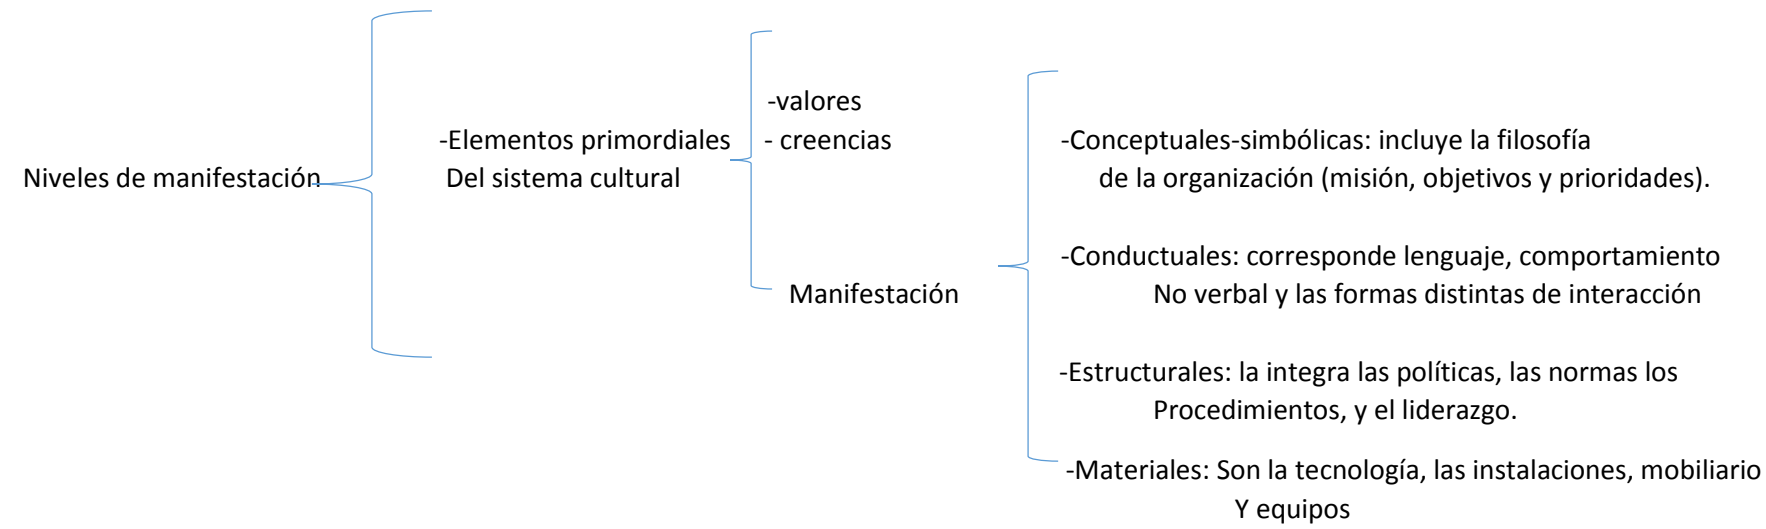 Niveles de manifestación
-Elementos primordiales
Del sistema cultural
-valores
- creencias
Manifestación
-Conceptuales-simbólicas: incluye la filosofía
de la organización (misión, objetivos y prioridades).
-Conductuales: corresponde lenguaje, comportamiento
No verbal y las formas distintas de interacción
-Estructurales: la integra las políticas, las normas los
Procedimientos, y el liderazgo.
-Materiales: Son la tecnología, las instalaciones, mobiliario
Y equipos